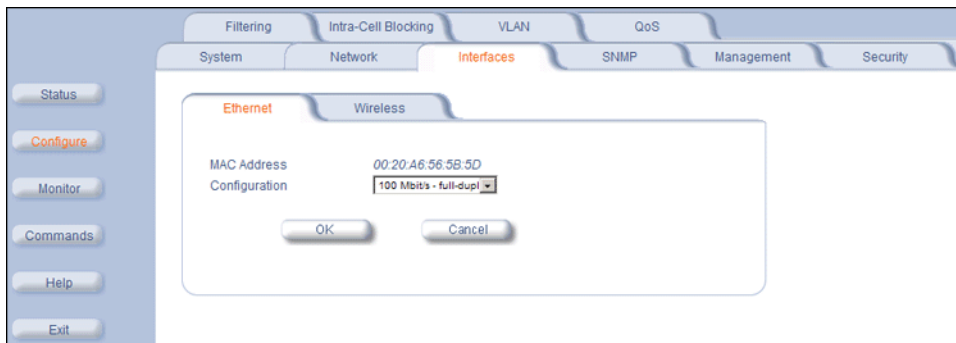 Filtering Intra-Cell Blocking VLAN QoS
System Network Interfaces SNMP Management Security
Status
Configure
Monitor
Commands
Help
Exit
Ethernet Wireless
MAC Address 00:20:A6:56:5B:5D
Configuration 100 Mbit/s - full-dupl
OK Cancel